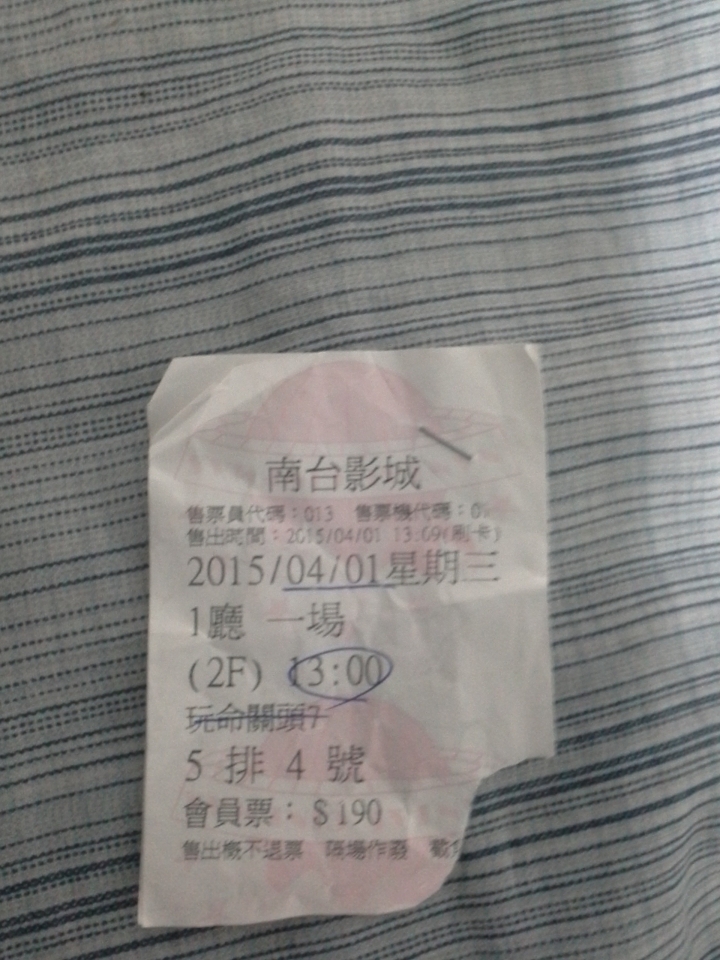 南台影城
售票員代碼：013 售票機代碼：0
售出時間：2015/04/01 13:09(刷卡)
2015/04/01星期三
1廳 一場
(2F) 13:00
玩命關頭7
5 排 4 號
會員票：$190
售出概不退票 隔場作廢